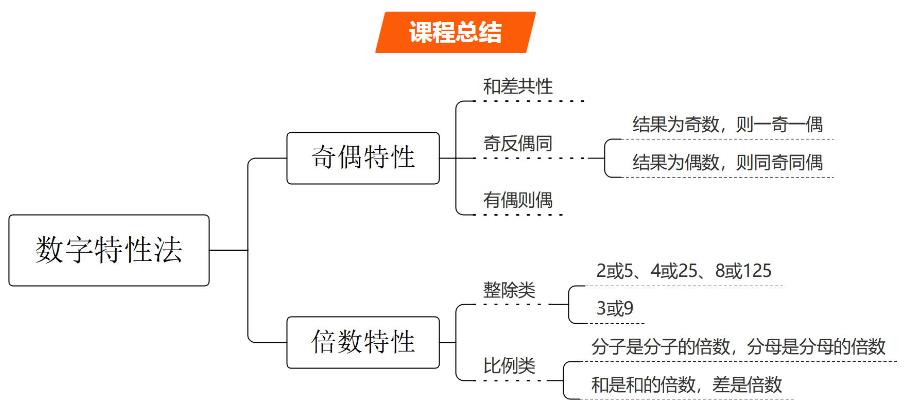 课程总结
和差共性
奇偶特性
奇反偶同
结果为奇数，则一奇一偶
结果为偶数，则同奇同偶
有偶则偶
数字特性法
倍数特性
整除类
2或5、4或25、8或125
3或9
比例类
分子是分子的倍数，分母是分母的倍数
和是和的倍数，差是倍数